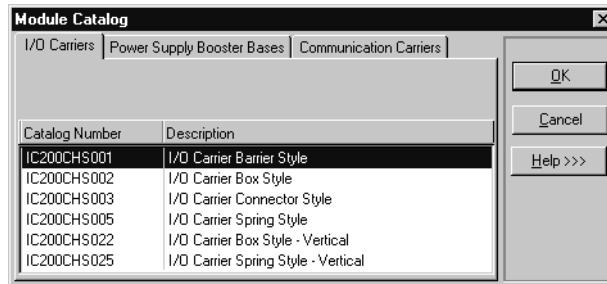 Module Catalog
I/O Carriers Power Supply Booster Bases Communication Carriers
OK
Cancel
Help >>>
Catalog Number Description
IC200CHS001 I/O Carrier Barrier Style
IC200CHS002 I/O Carrier Box Style
IC200CHS003 I/O Carrier Connector Style
IC200CHS005 I/O Carrier Spring Style
IC200CHS022 I/O Carrier Box Style - Vertical
IC200CHS025 I/O Carrier Spring Style - Vertical